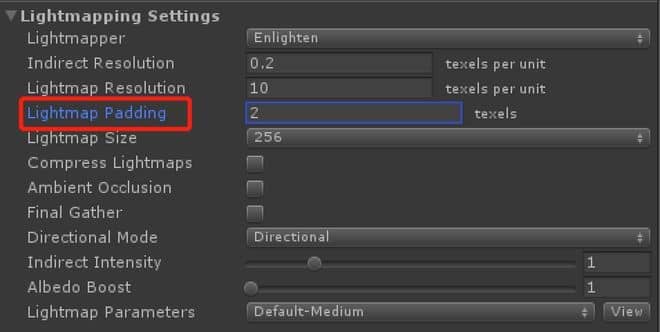 Lightmapping Settings
Lightmapper Enlighten
Indirect Resolution 0.2 texels per unit
Lightmap Resolution 10 texels per unit
Lightmap Padding 2 texels
Lightmap Size 256
Compress Lightmaps
Ambient Occlusion
Final Gather
Directional Mode Directional
Indirect Intensity 1
Albedo Boost 1
Lightmap Parameters Default-Medium View